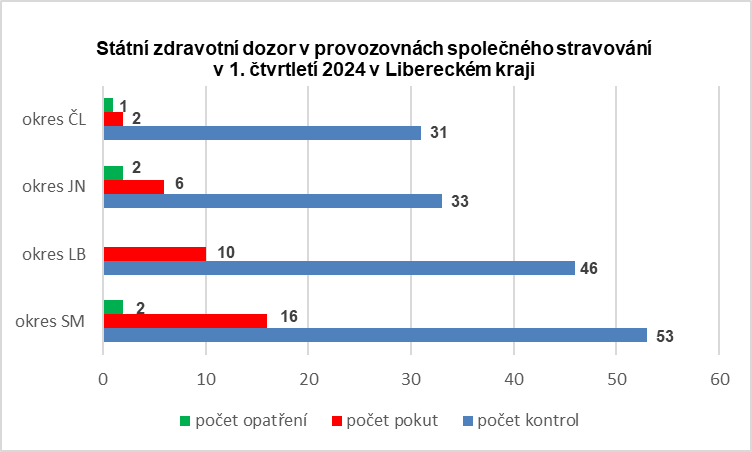 Státní zdravotní dozor v provozovnách společného stravování
v 1. čtvrtletí 2024 v Libereckém kraji
okres ČL
1
2
31
okres JN
2
6
33
okres LB
10
46
okres SM
2
16
53
0 10 20 30 40 50 60
počet opatření počet pokut počet kontrol